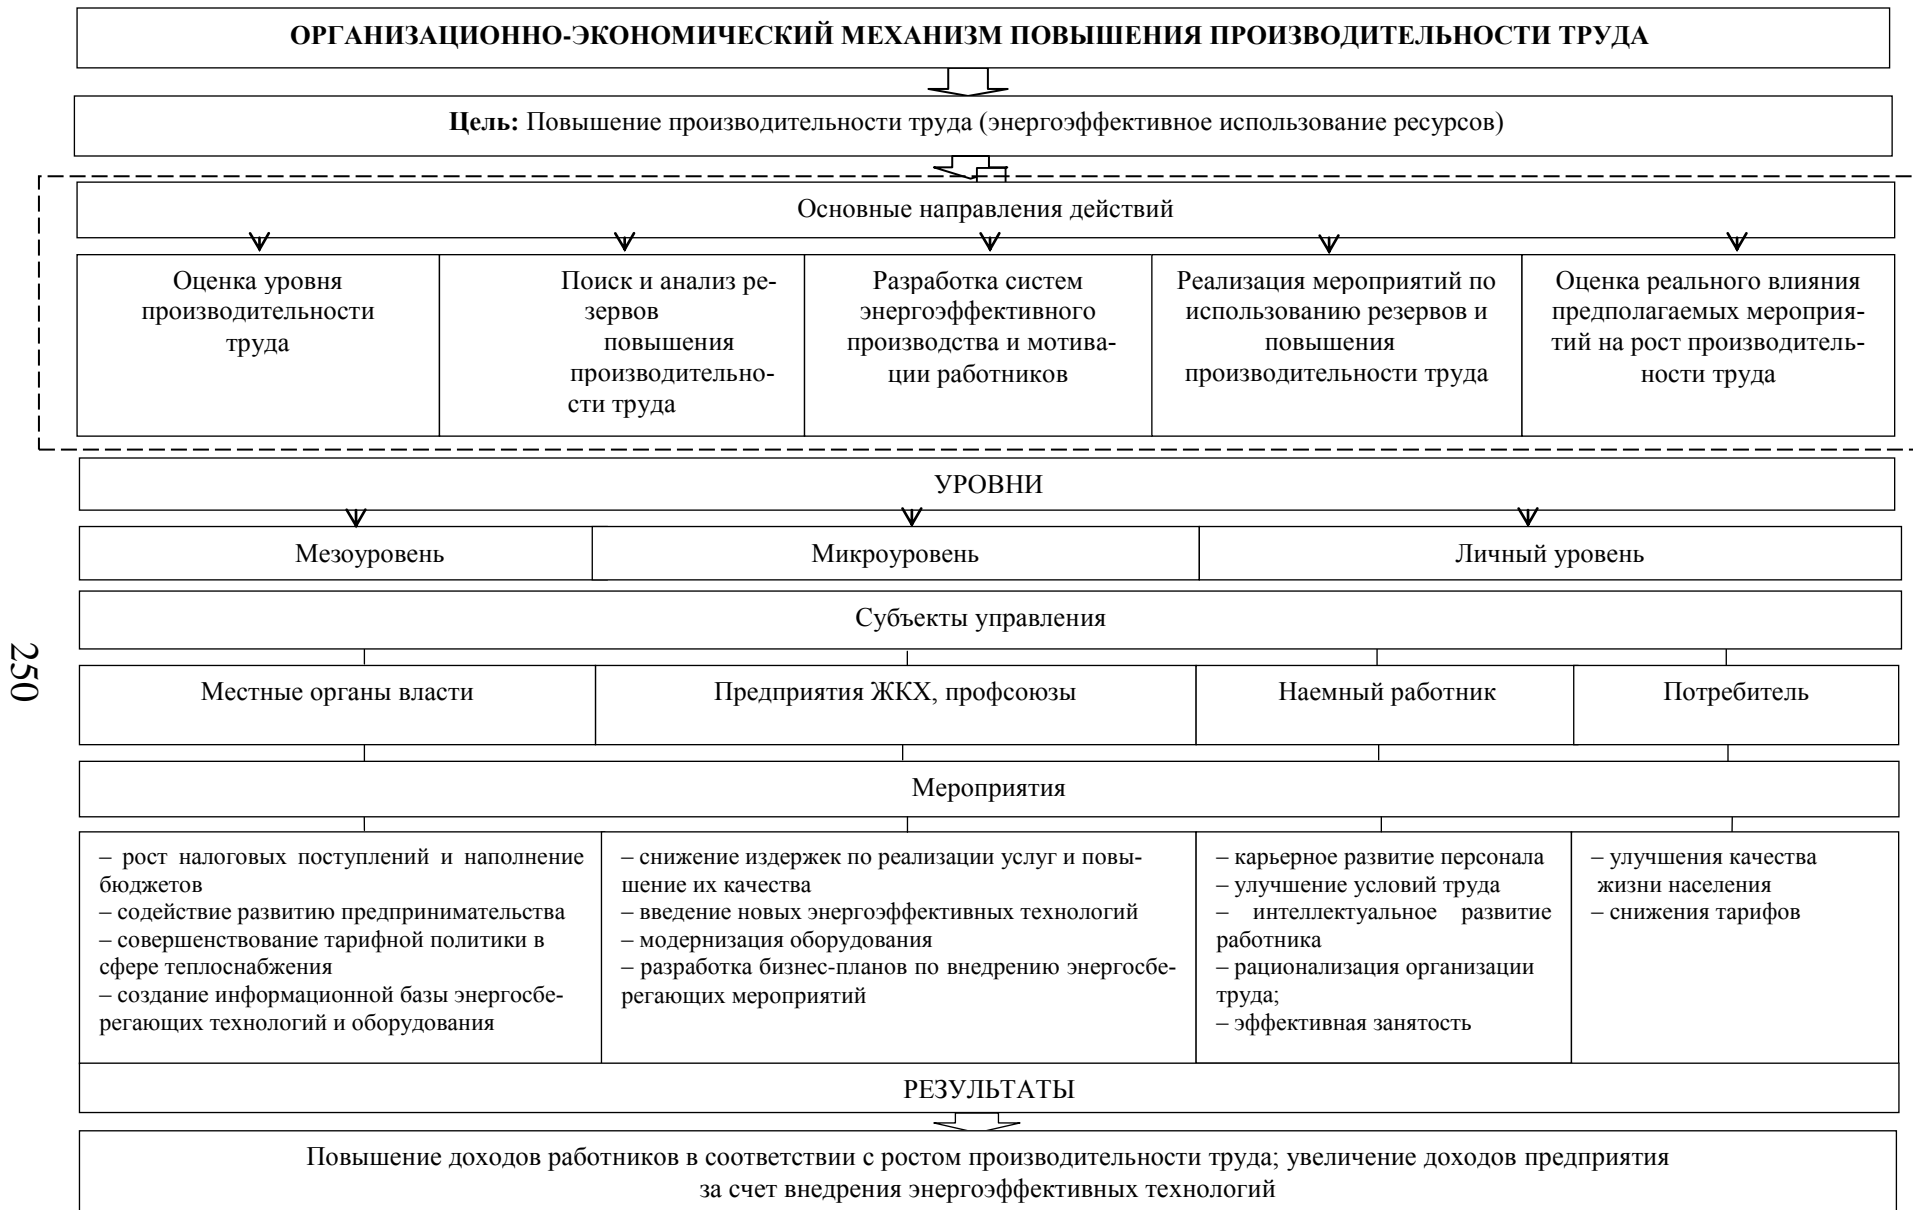 ОРГАНИЗАЦИОННО-ЭКОНОМИЧЕСКИЙ МЕХАНИЗМ ПОВЫШЕНИЯ ПРОИЗВОДИТЕЛЬНОСТИ ТРУДА
Цель: Повышение производительности труда (энергоэффективное использование ресурсов)
Основные направления действий
Оценка уровня
производительности
труда
Поиск и анализ ре-
зервов
повышения
производительно-
сти труда
Разработка систем
энергоэффективного
производства и мотива-
ции работников
Реализация мероприятий по
использованию резервов и
повышения
производительности труда
Оценка реального влияния
предполагаемых мероприя-
тий на рост производитель-
ности труда
УРОВНИ
Мезоуровень
Микроуровень
Личный уровень
Субъекты управления
Местные органы власти
Предприятия ЖКХ, профсоюзы
Наемный работник
Потребитель
Мероприятия
– рост налоговых поступлений и наполнение
бюджетов
– содействие развитию предпринимательства
– совершенствование тарифной политики в
сфере теплоснабжения
– создание информационной базы энергосбе-
регающих технологий и оборудования
– снижение издержек по реализации услуг и повы-
шение их качества
– введение новых энергоэффективных технологий
– модернизация оборудования
– разработка бизнес-планов по внедрению энергосбе-
регающих мероприятий
– карьерное развитие персонала
– улучшение условий труда
– интеллектуальное развитие
работника
– рационализация организации
труда;
– эффективная занятость
– улучшения качества
жизни населения
– снижения тарифов
РЕЗУЛЬТАТЫ
Повышение доходов работников в соответствии с ростом производительности труда; увеличение доходов предприятия
за счет внедрения энергоэффективных технологий
250